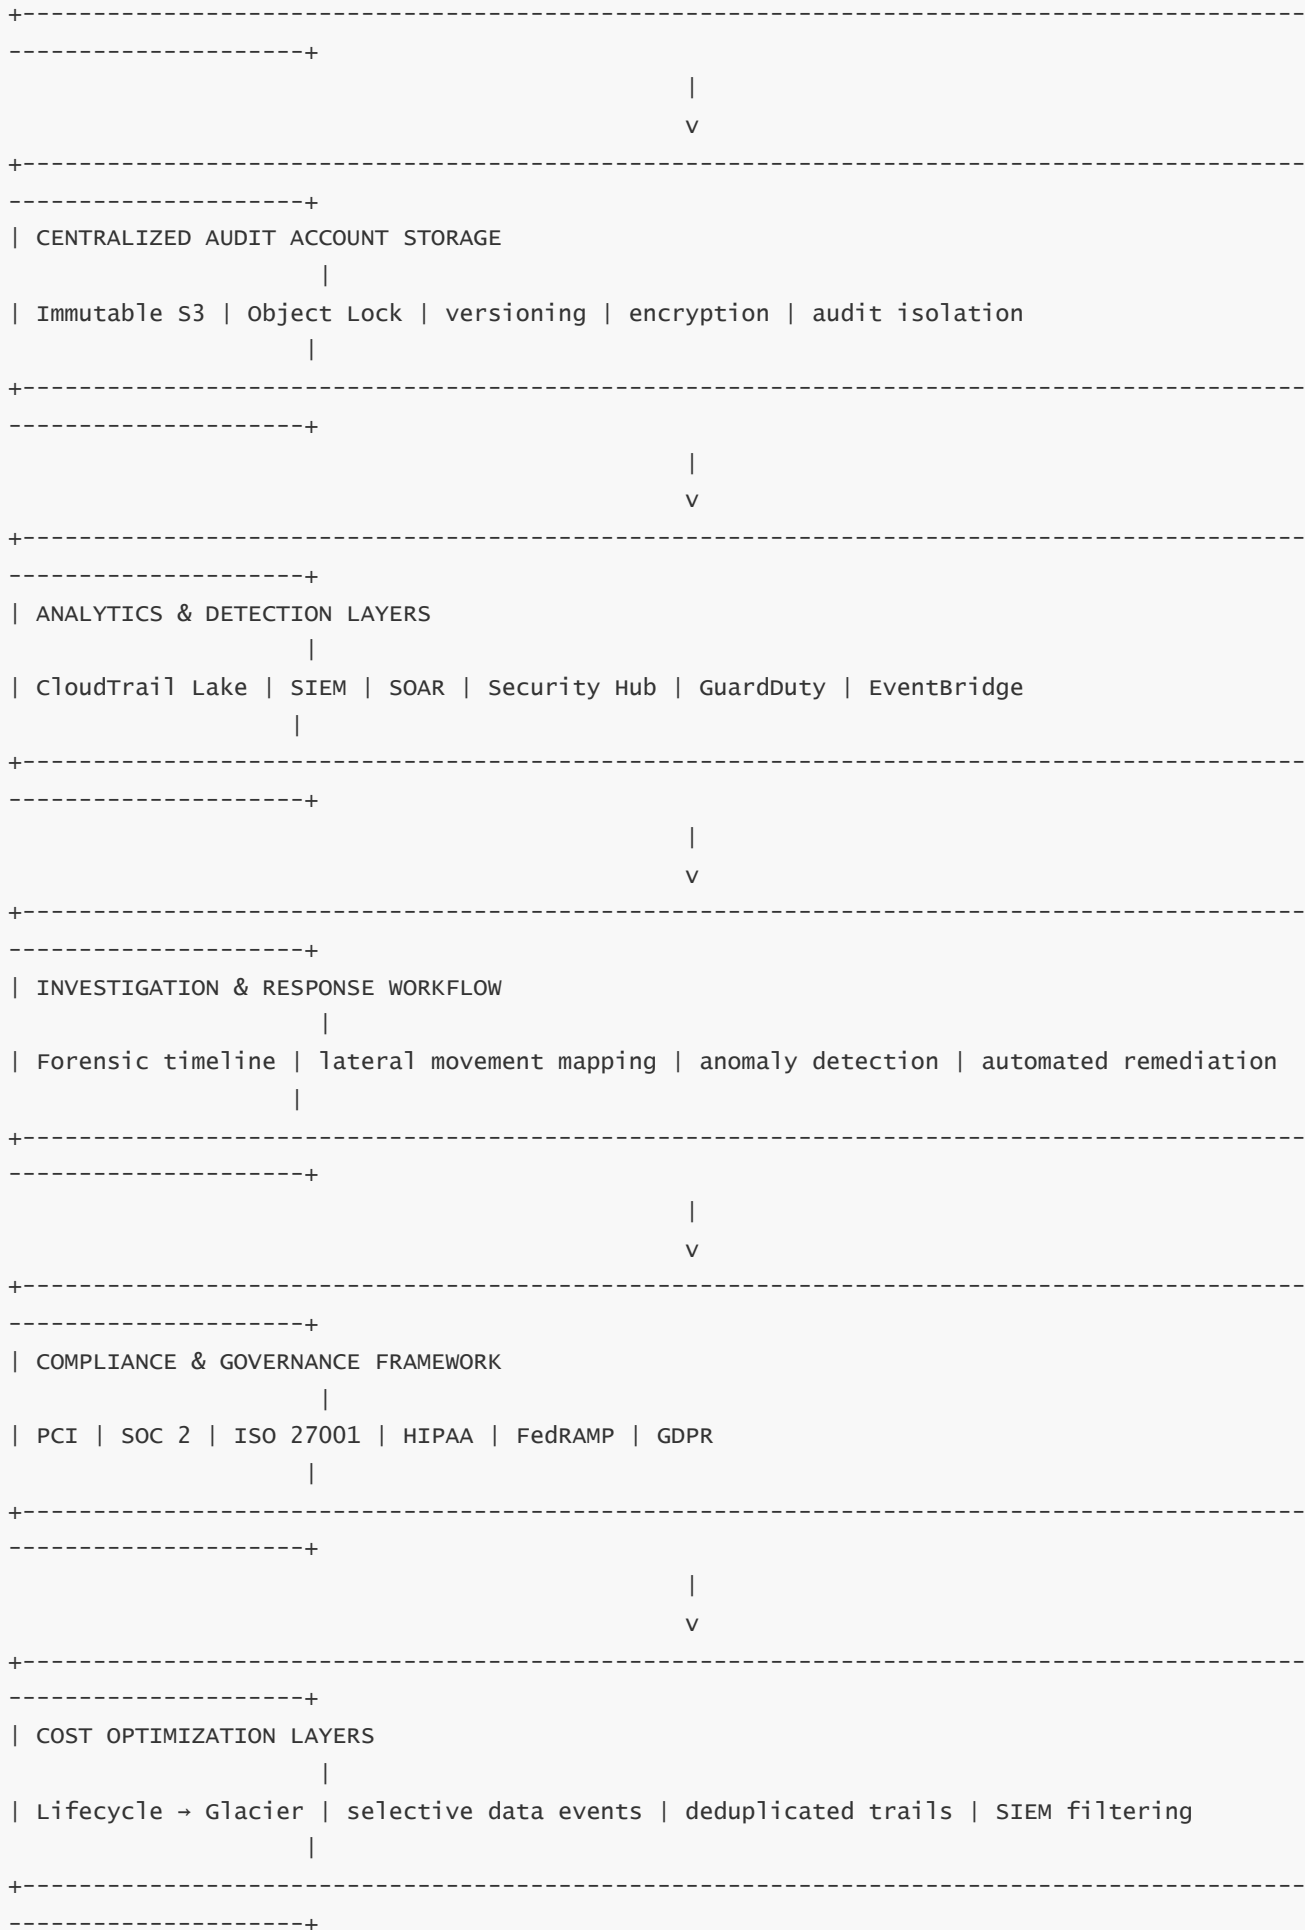 +-------------------------------------------------------------------------------------------
---------------------+
|
v
+-------------------------------------------------------------------------------------------
---------------------+
| CENTRALIZED AUDIT ACCOUNT STORAGE
|
| Immutable S3 | Object Lock | versioning | encryption | audit isolation
|
+-------------------------------------------------------------------------------------------
---------------------+
|
v
+-------------------------------------------------------------------------------------------
---------------------+
| ANALYTICS & DETECTION LAYERS
|
| CloudTrail Lake | SIEM | SOAR | Security Hub | GuardDuty | EventBridge
|
+-------------------------------------------------------------------------------------------
---------------------+
|
v
+-------------------------------------------------------------------------------------------
---------------------+
| INVESTIGATION & RESPONSE WORKFLOW
|
| Forensic timeline | lateral movement mapping | anomaly detection | automated remediation
|
+-------------------------------------------------------------------------------------------
---------------------+
|
v
+-------------------------------------------------------------------------------------------
---------------------+
| COMPLIANCE & GOVERNANCE FRAMEWORK
|
| PCI | SOC 2 | ISO 27001 | HIPAA | FedRAMP | GDPR
|
+-------------------------------------------------------------------------------------------
---------------------+
|
v
+-------------------------------------------------------------------------------------------
---------------------+
| COST OPTIMIZATION LAYERS
|
| Lifecycle → Glacier | selective data events | deduplicated trails | SIEM filtering
|
+-------------------------------------------------------------------------------------------
---------------------+